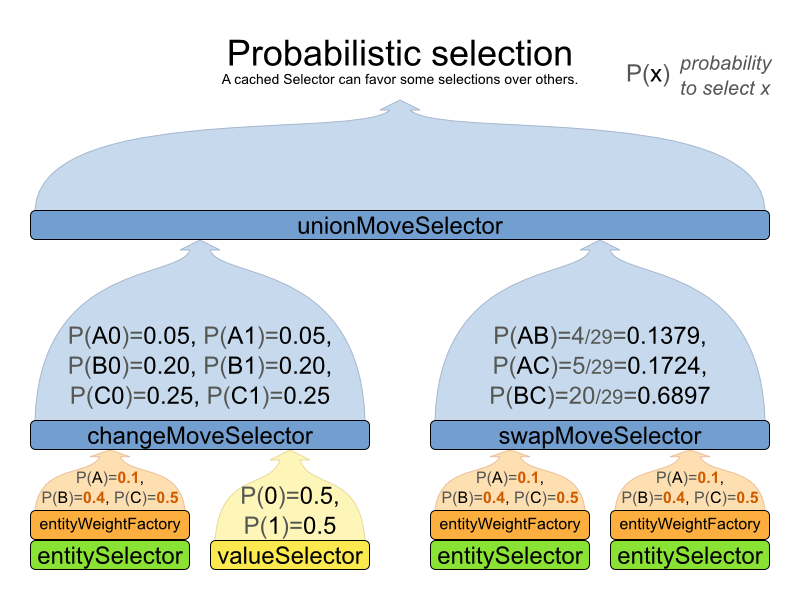 Probabilistic selection
A cached Selector can favor some selections over others.
P(x) probability
to select x
unionMoveSelector
P(A0)=0.05, P(A1)=0.05,
P(B0)=0.20, P(B1)=0.20,
P(C0)=0.25, P(C1)=0.25
P(AB)=4/29=0.1379,
P(AC)=5/29=0.1724,
P(BC)=20/29=0.6897
changeMoveSelector
swapMoveSelector
P(A)=0.1,
P(B)=0.4, P(C)=0.5
entityWeightFactory
entitySelector
P(0)=0.5,
P(1)=0.5
valueSelector
P(A)=0.1,
P(B)=0.4, P(C)=0.5
entityWeightFactory
entitySelector
P(A)=0.1,
P(B)=0.4, P(C)=0.5
entityWeightFactory
entitySelector